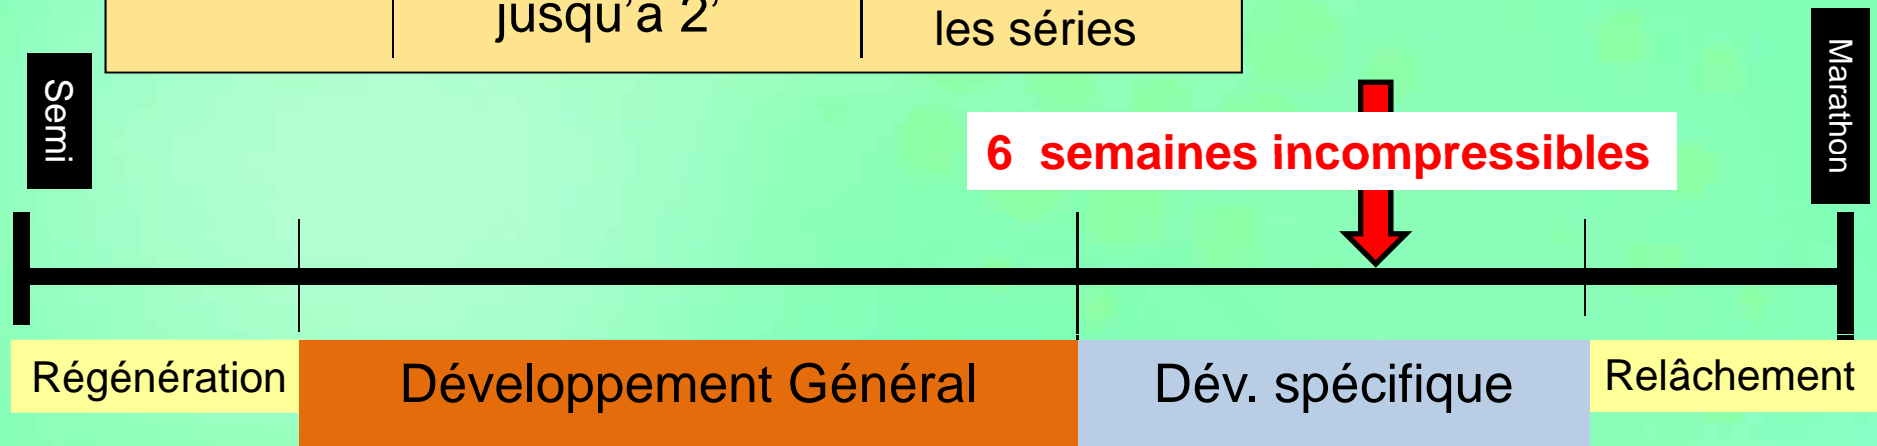 jusqu'à 2'
les séries
Semi
Marathon
6 semaines incompressibles
Régénération
Développement Général
Dév. spécifique
Relâchement